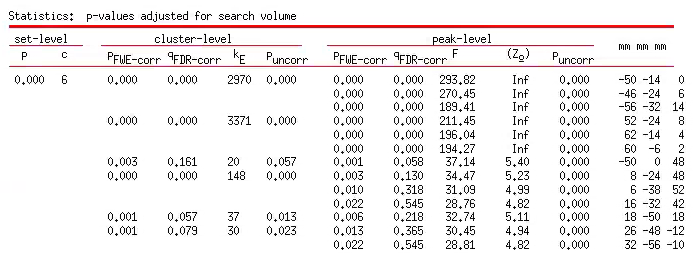 Statistics: p-values adjusted for search volume
set-level cluster-level peak-level mm mm mm
p c pFWE-corr qFDR-corr kE puncorr pFWE-corr qFDR-corr F (Z≡) puncorr
0.000 6 0.000 0.000 2970 0.000 0.000 0.000 293.82 Inf 0.000 -50 -14 0
0.000 0.000 270.45 Inf 0.000 -46 -24 6
0.000 0.000 189.41 Inf 0.000 -56 -32 14
0.000 0.000 3371 0.000 0.000 0.000 211.45 Inf 0.000 52 -24 8
0.000 0.000 196.04 Inf 0.000 62 -14 4
0.000 0.000 194.27 Inf 0.000 60 -6 2
0.003 0.161 20 0.057 0.001 0.058 37.14 5.40 0.000 -50 0 48
0.000 0.000 148 0.000 0.003 0.130 34.47 5.23 0.000 8 -24 48
0.010 0.318 31.09 4.99 0.000 6 -38 52
0.022 0.545 28.76 4.82 0.000 16 -32 42
0.001 0.057 37 0.013 0.006 0.218 32.74 5.11 0.000 18 -50 18
0.001 0.079 30 0.023 0.013 0.365 30.45 4.94 0.000 26 -48 -12
0.022 0.545 28.81 4.82 0.000 32 -56 -10